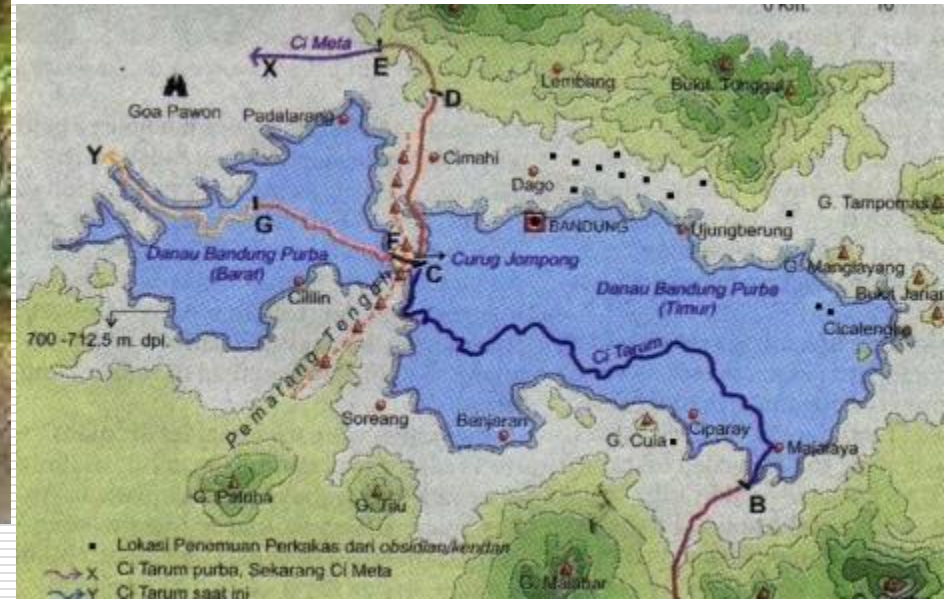 0 Km. 10
Ci Meta
X
E
D
Lembang
Bukit Tunggul
Goa Pawon
Padalarang
Y
Cimahi
Dago
G. Tampomas
G
BANDUNG
Ujungberung
F
C
Curug Jompong
Danau Bandung Purba
(Barat)
G. Manglayang
Cililin
Danau Bandung Purba
(Timur)
Bukit Jarian
Cicalengka
700 -712,5 m. dpl.
Pematang Tengah
Ci Tarum
Soreang
Banjaran
Ciparay
Majaraya
B
G. Patuha
G. Malabar
Lokasi Penemuan Perkakas dari obsidian/kendan
X Ci Tarum purba, Sekarang Ci Meta
Y Ci Tarum saat ini